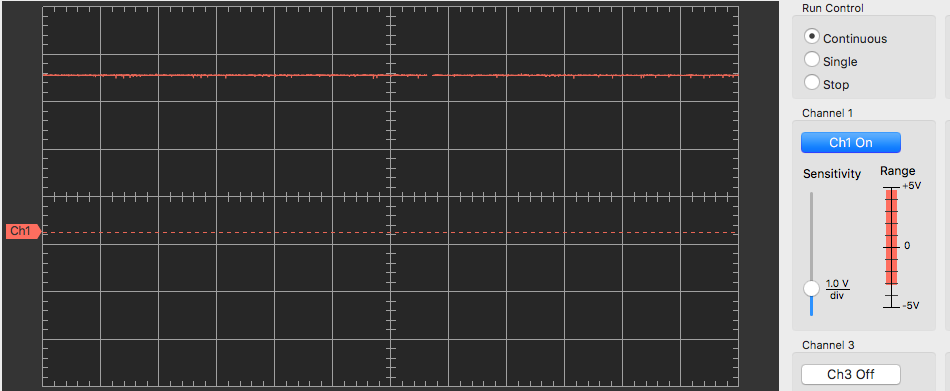 Run Control
Continuous
Single
Stop
Channel 1
Ch1 On
Sensitivity
Range
+5V
0
-5V
1.0 V
div
Ch1
Channel 3
Ch3 Off